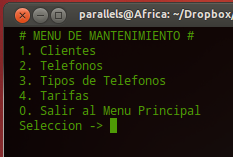 parallels@Africa: ~/Dropbox/
# MENU DE MANTENIMIENTO #
1. Clientes
2. Telefonos
3. Tipos de Telefonos
4. Tarifas
0. Salir al Menu Principal
Seleccion ->